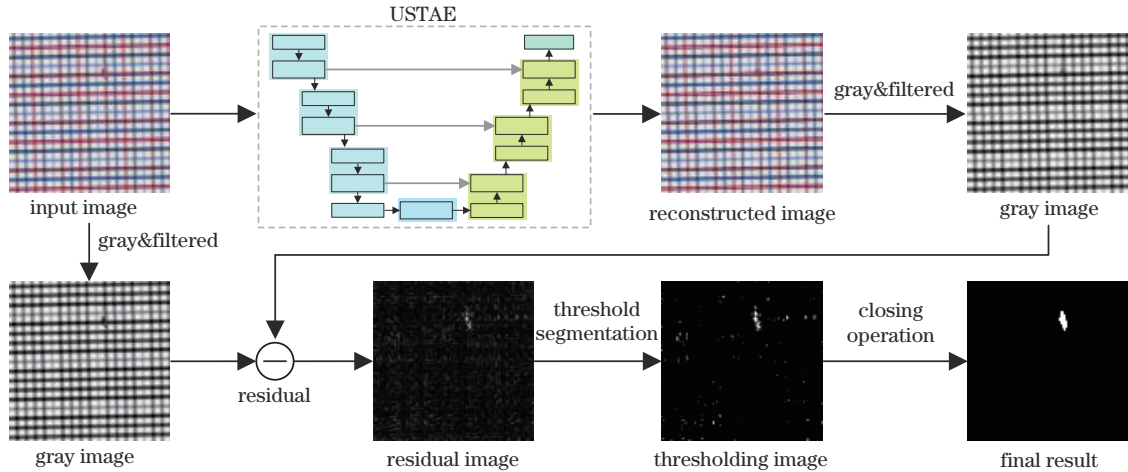 USTAE
input image
reconstructed image
gray&filtered
gray image
gray&filtered
residual
threshold
segmentation
closing
operation
gray image
residual image
thresholding image
final result